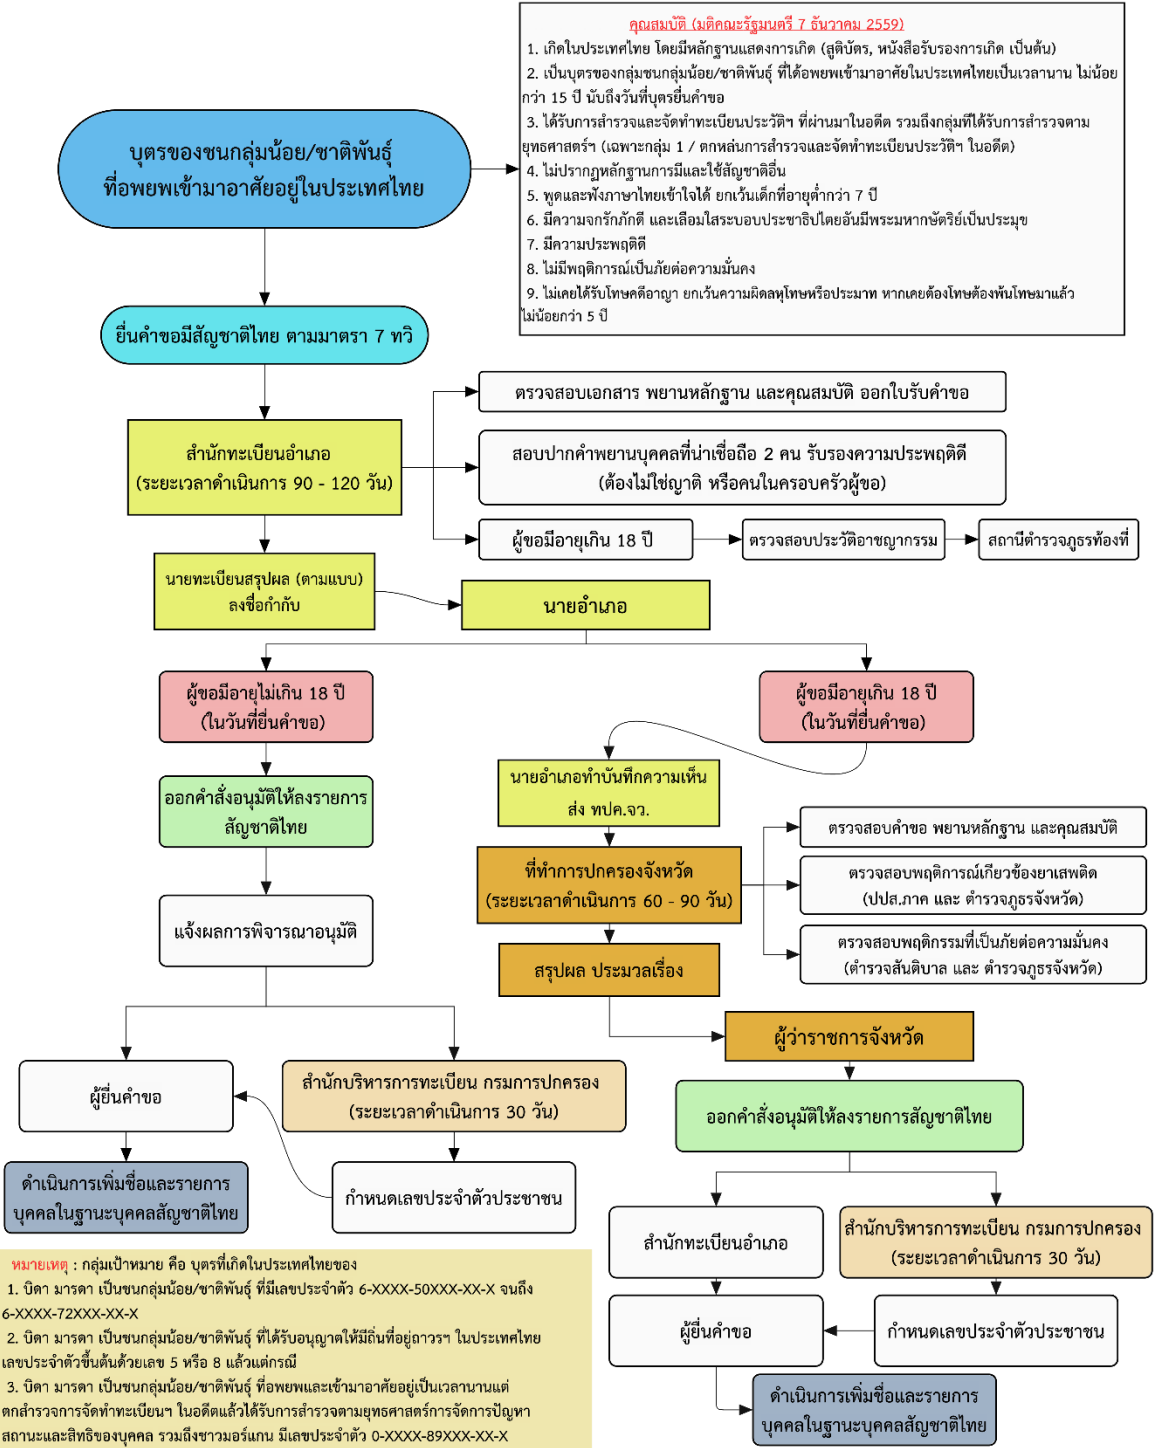 คุณสมบัติ (มติคณะรัฐมนตรี 7 ธันวาคม 2559)
1. เกิดในประเทศไทย โดยมีหลักฐานแสดงการเกิด (สูติบัตร, หนังสือรับรองการเกิด เป็นต้น)
2. เป็นบุตรของกลุ่มชนกลุ่มน้อย/ชาติพันธุ์ ที่ได้อพยพเข้ามาอาศัยในประเทศไทยเป็นเวลานาน ไม่น้อย
กว่า 15 ปี นับถึงวันที่บุตรยื่นคำขอ
3. ได้รับการสำรวจและจัดทำทะเบียนประวัติฯ ที่ผ่านมาในอดีต รวมถึงกลุ่มที่ได้รับการสำรวจตาม
ยุทธศาสตร์ฯ (เฉพาะกลุ่ม 1 / ตกหล่นการสำรวจและจัดทำทะเบียนประวัติฯ ในอดีต)
4. ไม่ปรากฏหลักฐานการมีและใช้สัญชาติอื่น
5. พูดและฟังภาษาไทยเข้าใจได้ ยกเว้นเด็กที่อายุต่ำกว่า 7 ปี
6. มีความจกรักภักดี และเลือมใสระบอบประชาธิปไตยอันมีพระมหากษัตริย์เป็นประมุข
7. มีความประพฤติดี
8. ไม่มีพฤติการณ์เป็นภัยต่อความมั่นคง
9. ไม่เคยได้รับโทษคดีอาญา ยกเว้นความผิดลหุโทษหรือประมาท หากเคยต้องโทษต้องพ้นโทษมาแล้ว
ไม่น้อยกว่า 5 ปี
บุตรของชนกลุ่มน้อย/ชาติพันธุ์
ที่อพยพเข้ามาอาศัยอยู่ในประเทศไทย
ยื่นคำขอมีสัญชาติไทย ตามมาตรา 7 ทวิ
สำนักทะเบียนอำเภอ
(ระยะเวลาดำเนินการ 90 - 120 วัน)
ตรวจสอบเอกสาร พยานหลักฐาน และคุณสมบัติ ออกใบรับคำขอ
สอบปากคำพยานบุคคลที่น่าเชื่อถือ 2 คน รับรองความประพฤติดี
(ต้องไม่ใช่ญาติ หรือคนในครอบครัวผู้ขอ)
ผู้ขอมีอายุเกิน 18 ปี
ตรวจสอบประวัติอาชญากรรม
สถานีตำรวจภูธรท้องที่
นายทะเบียนสรุปผล (ตามแบบ)
ลงชื่อกำกับ
นายอำเภอ
ผู้ขอมีอายุไม่เกิน 18 ปี
(ในวันที่ยื่นคำขอ)
ผู้ขอมีอายุเกิน 18 ปี
(ในวันที่ยื่นคำขอ)
ออกคำสั่งอนุมัติให้ลงรายการ
สัญชาติไทย
แจ้งผลการพิจารณาอนุมัติ
นายอำเภอทำบันทึกความเห็น
ส่ง ทปค.จว.
ที่ทำการปกครองจังหวัด
(ระยะเวลาดำเนินการ 60 - 90 วัน)
ตรวจสอบคำขอ พยานหลักฐาน และคุณสมบัติ
ตรวจสอบพฤติการณ์เกี่ยวข้องยาเสพติด
(ปปส.ภาค และ ตำรวจภูธรจังหวัด)
ตรวจสอบพฤติกรรมที่เป็นภัยต่อความมั่นคง
(ตำรวจสันติบาล และ ตำรวจภูธรจังหวัด)
สรุปผล ประมวลเรื่อง
ผู้ว่าราชการจังหวัด
ออกคำสั่งอนุมัติให้ลงรายการสัญชาติไทย
ผู้ยื่นคำขอ
สำนักบริหารการทะเบียน กรมการปกครอง
(ระยะเวลาดำเนินการ 30 วัน)
ดำเนินการเพิ่มชื่อและรายการ
บุคคลในฐานะบุคคลสัญชาติไทย
กำหนดเลขประจำตัวประชาชน
สำนักทะเบียนอำเภอ
สำนักบริหารการทะเบียน กรมการปกครอง
(ระยะเวลาดำเนินการ 30 วัน)
ผู้ยื่นคำขอ
กำหนดเลขประจำตัวประชาชน
ดำเนินการเพิ่มชื่อและรายการ
บุคคลในฐานะบุคคลสัญชาติไทย
หมายเหตุ : กลุ่มเป้าหมาย คือ บุตรที่เกิดในประเทศไทยของ
1. บิดา มารดา เป็นชนกลุ่มน้อย/ชาติพันธุ์ ที่มีเลขประจำตัว 6-XXXX-50XXX-XX-X จนถึง
6-XXXX-72XXX-XX-X
2. บิดา มารดา เป็นชนกลุ่มน้อย/ชาติพันธุ์ ที่ได้รับอนุญาตให้มีถิ่นที่อยู่ถาวรฯ ในประเทศไทย
เลขประจำตัวขึ้นต้นด้วยเลข 5 หรือ 8 แล้วแต่กรณี
3. บิดา มารดา เป็นชนกลุ่มน้อย/ชาติพันธุ์ ที่อพยพและเข้ามาอาศัยอยู่เป็นเวลานานแต่
ตกสำรวจการจัดทำทะเบียนฯ ในอดีตแล้วได้รับการสำรวจตามยุทธศาสตร์การจัดการปัญหา
สถานะและสิทธิของบุคคล รวมถึงชาวมอร์แกน มีเลขประจำตัว 0-XXXX-89XXX-XX-X